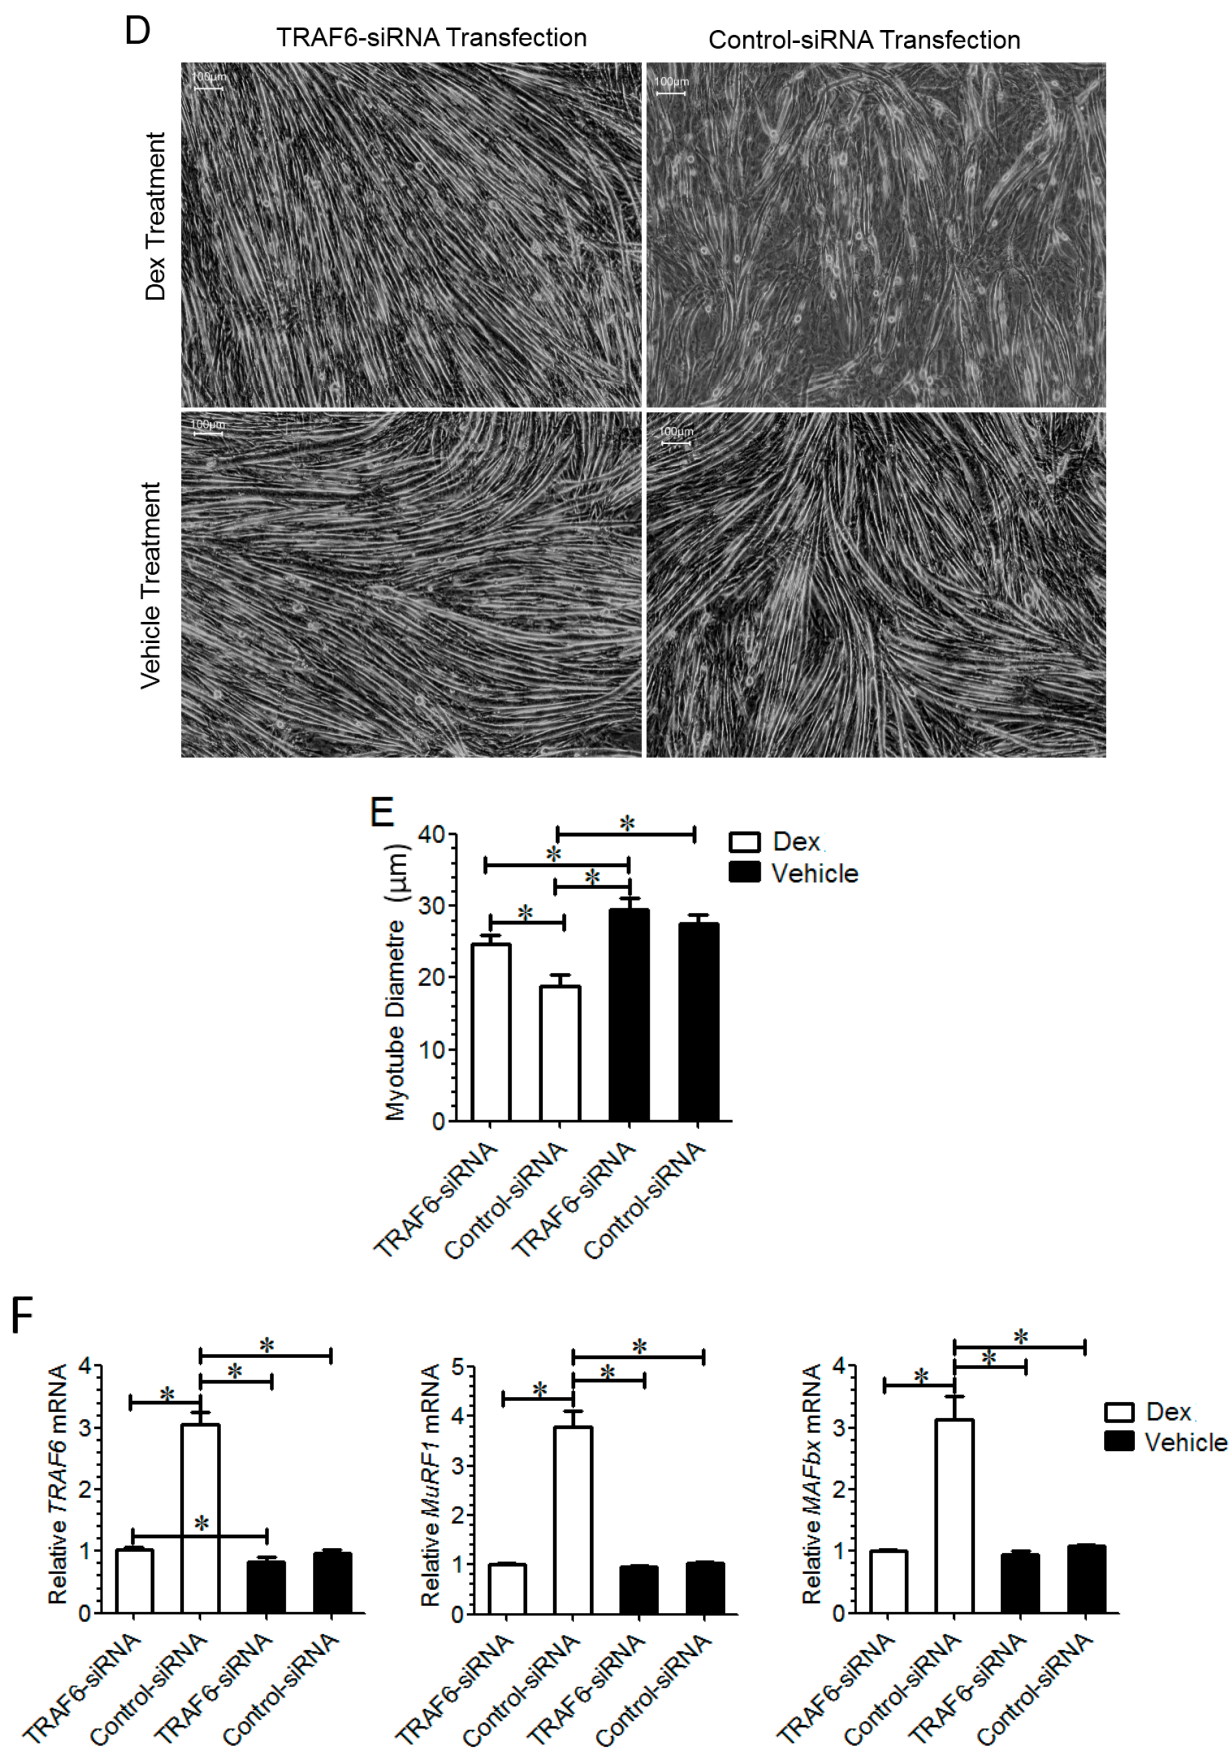 D
TRAF6-siRNA Transfection
Control-siRNA Transfection
Dex Treatment
100µm
100µm
Vehicle Treatment
100µm
100µm
E
Myotube Diametre (µm)
40
30
20
10
0
*
*
*
*
Dex
Vehicle
TRAF6-siRNA
Control-siRNA
TRAF6-siRNA
Control-siRNA
F
Relative TRAF6 mRNA
4
3
2
1
0
*
*
*
*
TRAF6-siRNA
Control-siRNA
TRAF6-siRNA
Control-siRNA
Relative MuRF1 mRNA
5
4
3
2
1
0
*
*
*
TRAF6-siRNA
Control-siRNA
TRAF6-siRNA
Control-siRNA
Relative MAFbx mRNA
4
3
2
1
0
*
*
*
TRAF6-siRNA
Control-siRNA
TRAF6-siRNA
Control-siRNA
Dex
Vehicle